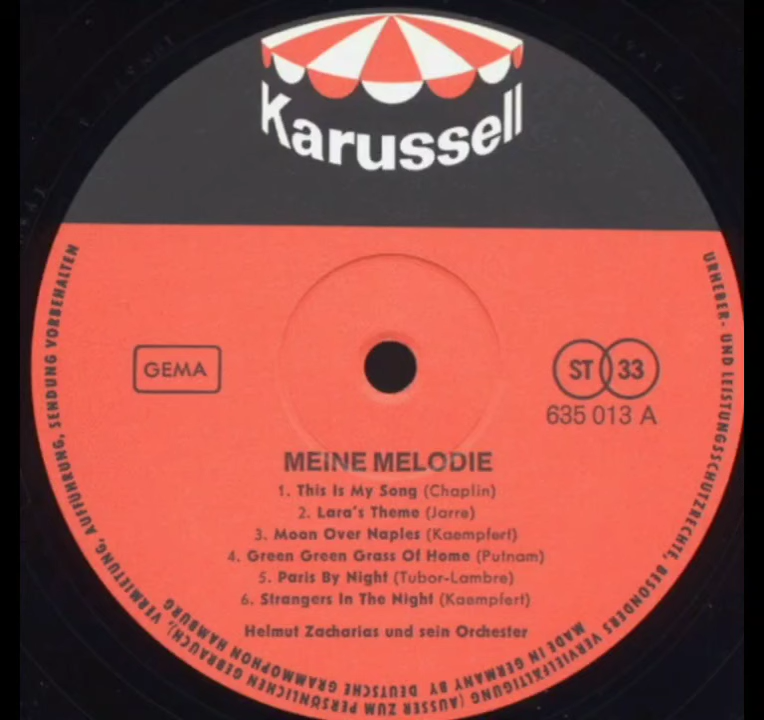 Karussell
GEMA
ST 33
635 013 A
MEINE MELODIE
1. This Is My Song (Chaplin)
2. Lara's Theme (Jarre)
3. Moon Over Naples (Kaempfert)
4. Green Green Grass Of Home (Putnam)
5. Paris By Night (Tubor-Lambre)
6. Strangers In The Night (Kaempfert)
Helmut Zacharias und sein Orchester
URHEBER- UND LEISTUNGSSCHUTZRECHTE, BESONDERS VERVIELFÄLTIGUNG (AUSSER ZUM PERSÖNLICHEN GEBRAUCH), VERMIETUNG, AUFFÜHRUNG, SENDUNG VORBEHALTEN
MADE IN GERMANY BY DEUTSCHE GRAMMOPHON HAMBURG